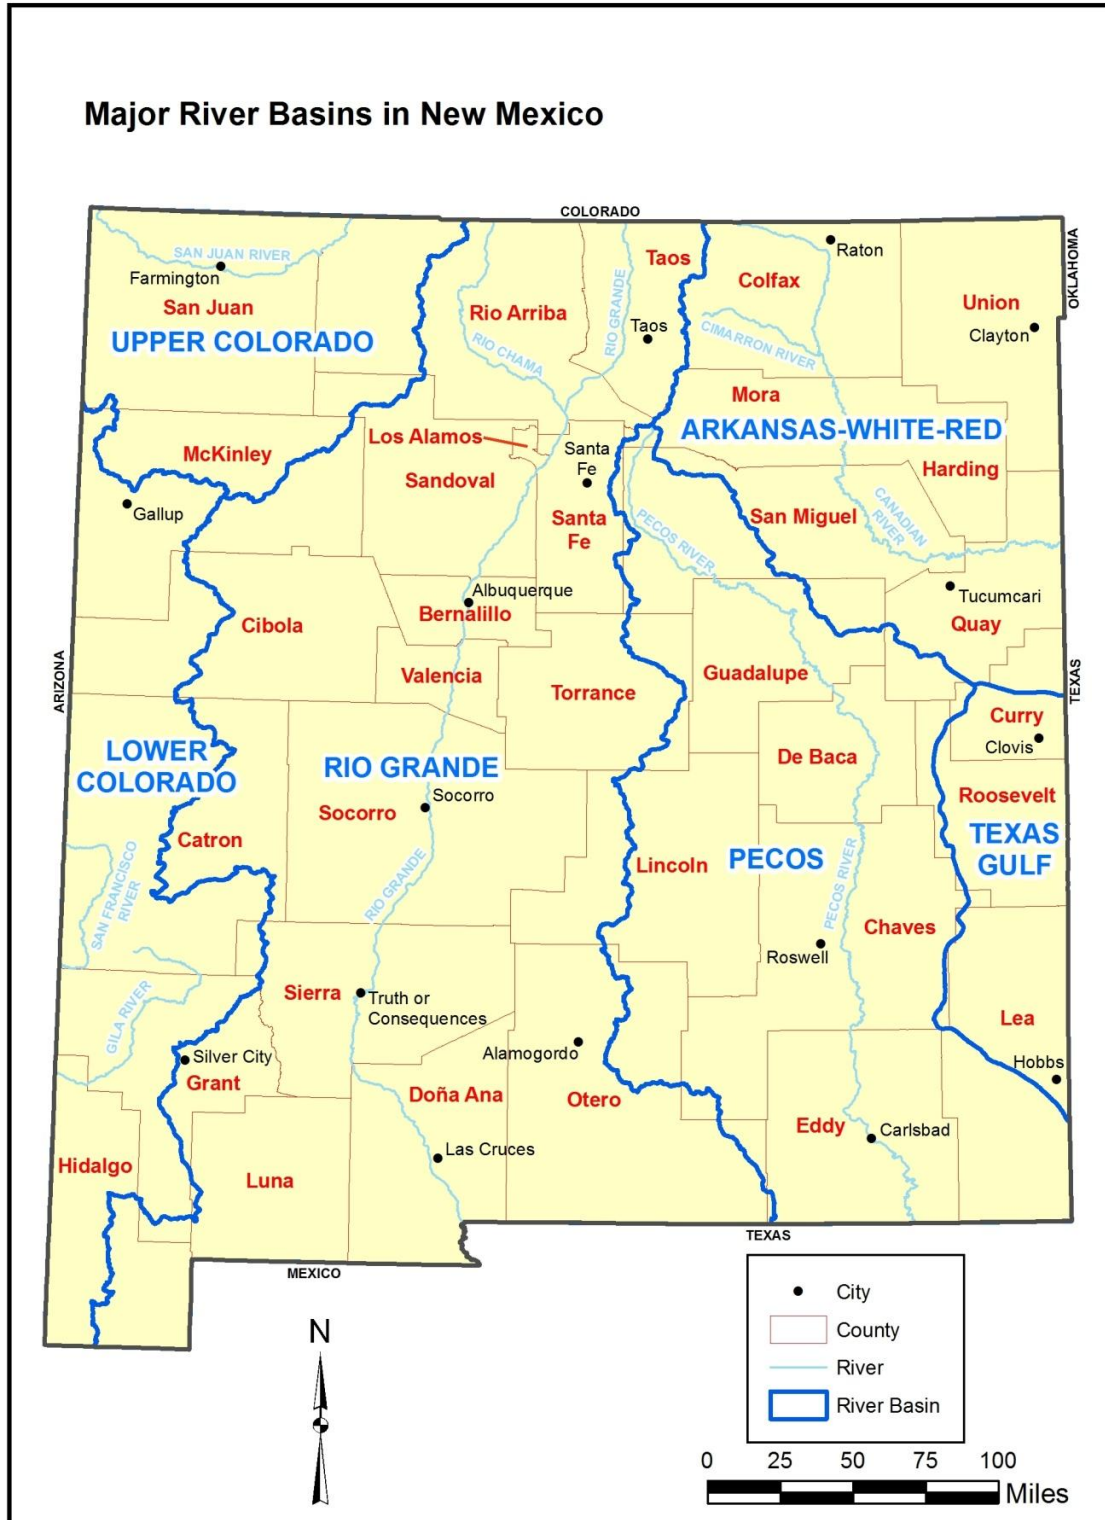 Major River Basins in New Mexico
COLORADO
SAN JUAN RIVER
Farmington
San Juan
UPPER COLORADO
Rio Arriba
RIO CHAMA
RIO GRANDE
Taos
Taos
Colfax
Raton
Union
Clayton
OKLAHOMA
CIMARRON RIVER
Mora
ARKANSAS-WHITE-RED
McKinley
Gallup
Los Alamos
Sandoval
Santa
Fe
Santa
Fe
PECOS RIVER
San Miguel
Harding
CANADIAN
RIVER
Tucumcari
Quay
Albuquerque
Bernalillo
Cibola
Valencia
Torrance
Guadalupe
ARIZONA
TEXAS
Curry
Clovis
LOWER
COLORADO
RIO GRANDE
Socorro
Socorro
De Baca
Roosevelt
TEXAS
GULF
Catron
Lincoln
PECOS
PECOS RIVER
SAN FRANCISCO
RIVER
RIO GRANDE
Chaves
Roswell
GILA RIVER
Sierra
Truth or
Consequences
Lea
Alamogordo
Hobbs
Silver City
Grant
Doña Ana
Otero
Eddy
Carlsbad
Las Cruces
Hidalgo
Luna
TEXAS
MEXICO
N
City
County
River
River Basin
0 25 50 75 100
Miles